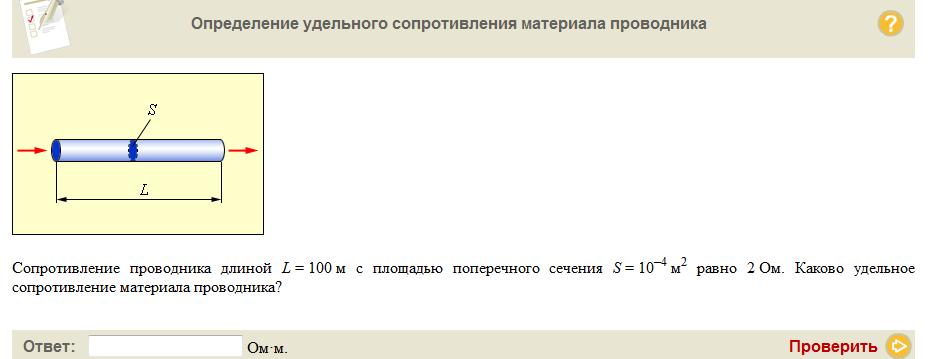 Определение удельного сопротивления материала проводника
?
S
L
Сопротивление проводника длиной L = 100 м с площадью поперечного сечения S = 10⁻⁴ м² равно 2 Ом. Каково удельное
сопротивление материала проводника?
Ответ: Ом·м. Проверить